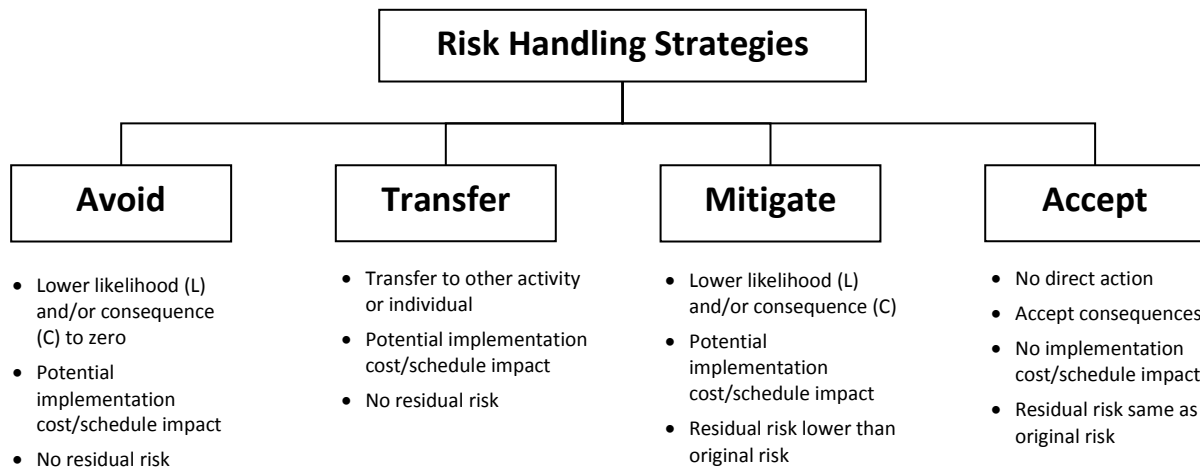 Risk Handling Strategies
Avoid
• Lower likelihood (L)
and/or consequence
(C) to zero
• Potential
implementation
cost/schedule impact
• No residual risk
Transfer
• Transfer to other activity
or individual
• Potential implementation
cost/schedule impact
• No residual risk
Mitigate
• Lower likelihood (L)
and/or consequence (C)
• Potential
implementation
cost/schedule impact
• Residual risk lower than
original risk
Accept
• No direct action
• Accept consequences
• No implementation
cost/schedule impact
• Residual risk same as
original risk